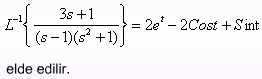 L⁻¹{ (3s+1) / ((s−1)(s²+1)) } = 2eᵗ − 2Cost + Sint
elde edilir.